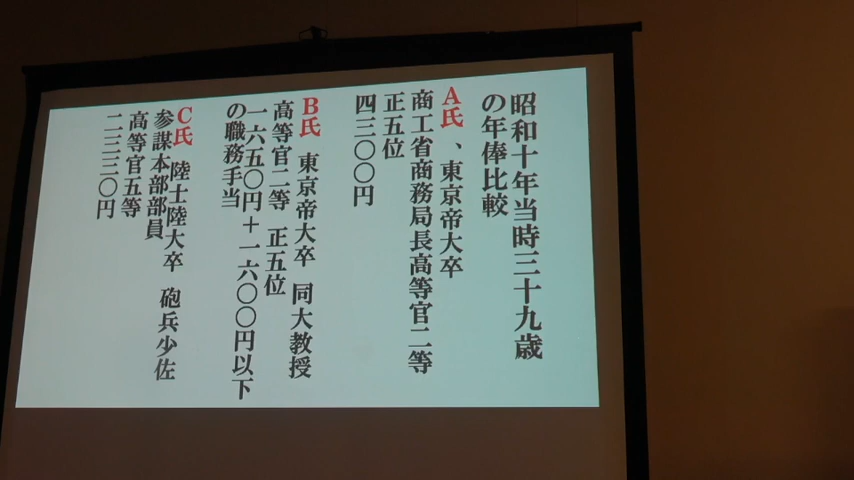 昭和十年当時三十九歳
の年俸比較
A氏 、東京帝大卒
商工省商務局長高等官二等
正五位
四三〇〇円
B氏 東京帝大卒 同大教授
高等官二等 正五位
一六五〇円＋一六〇〇円以下
の職務手当
C氏 陸士陸大卒 砲兵少佐
参謀本部部員
高等官五等
二三三〇円